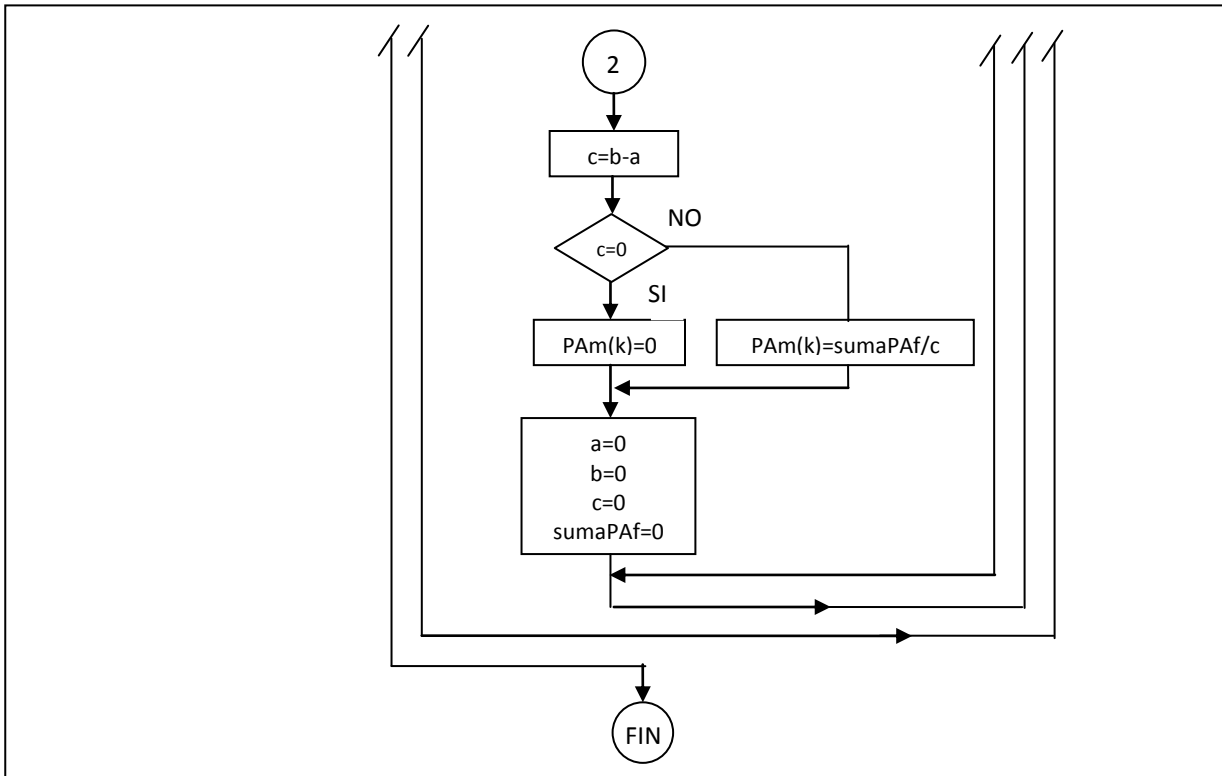 2
c=b-a
NO
c=0
SI
PAm(k)=0
PAm(k)=sumaPAf/c
a=0
b=0
c=0
sumaPAf=0
FIN